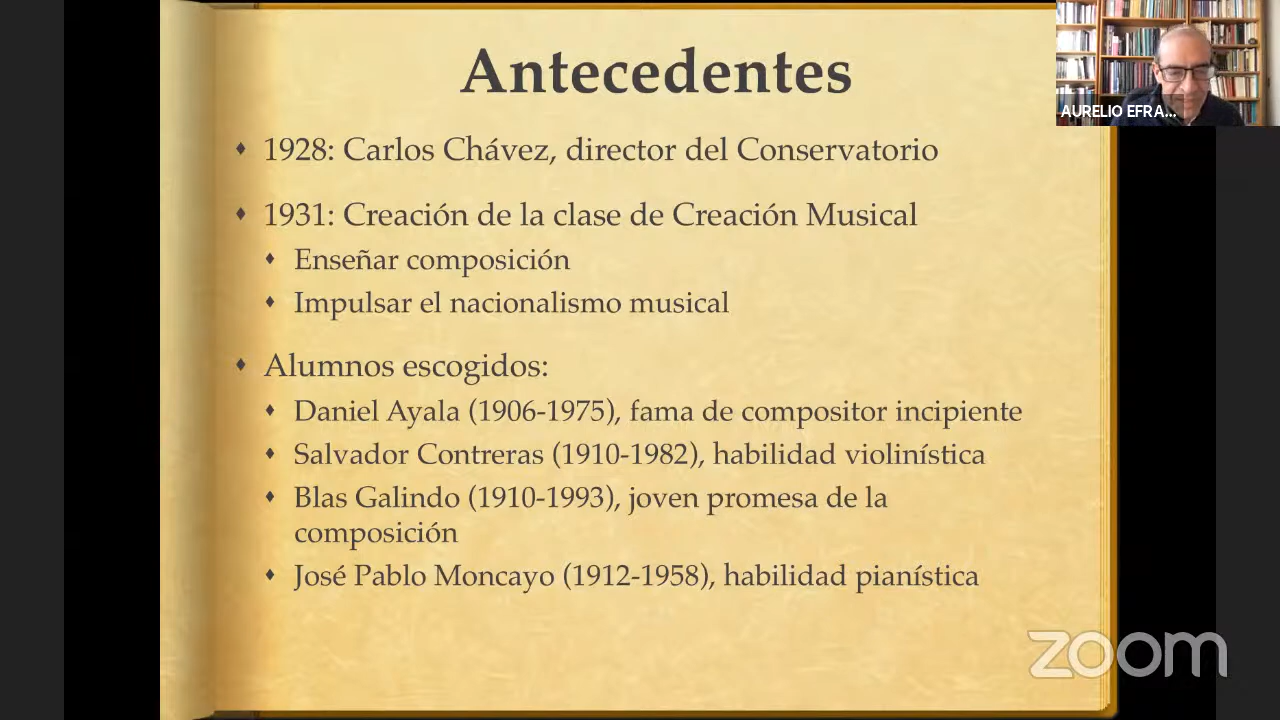 Antecedentes
AURELIO EFRA...
1928: Carlos Chávez, director del Conservatorio
1931: Creación de la clase de Creación Musical
Enseñar composición
Impulsar el nacionalismo musical
Alumnos escogidos:
Daniel Ayala (1906-1975), fama de compositor incipiente
Salvador Contreras (1910-1982), habilidad violinística
Blas Galindo (1910-1993), joven promesa de la
composición
José Pablo Moncayo (1912-1958), habilidad pianística
zoom